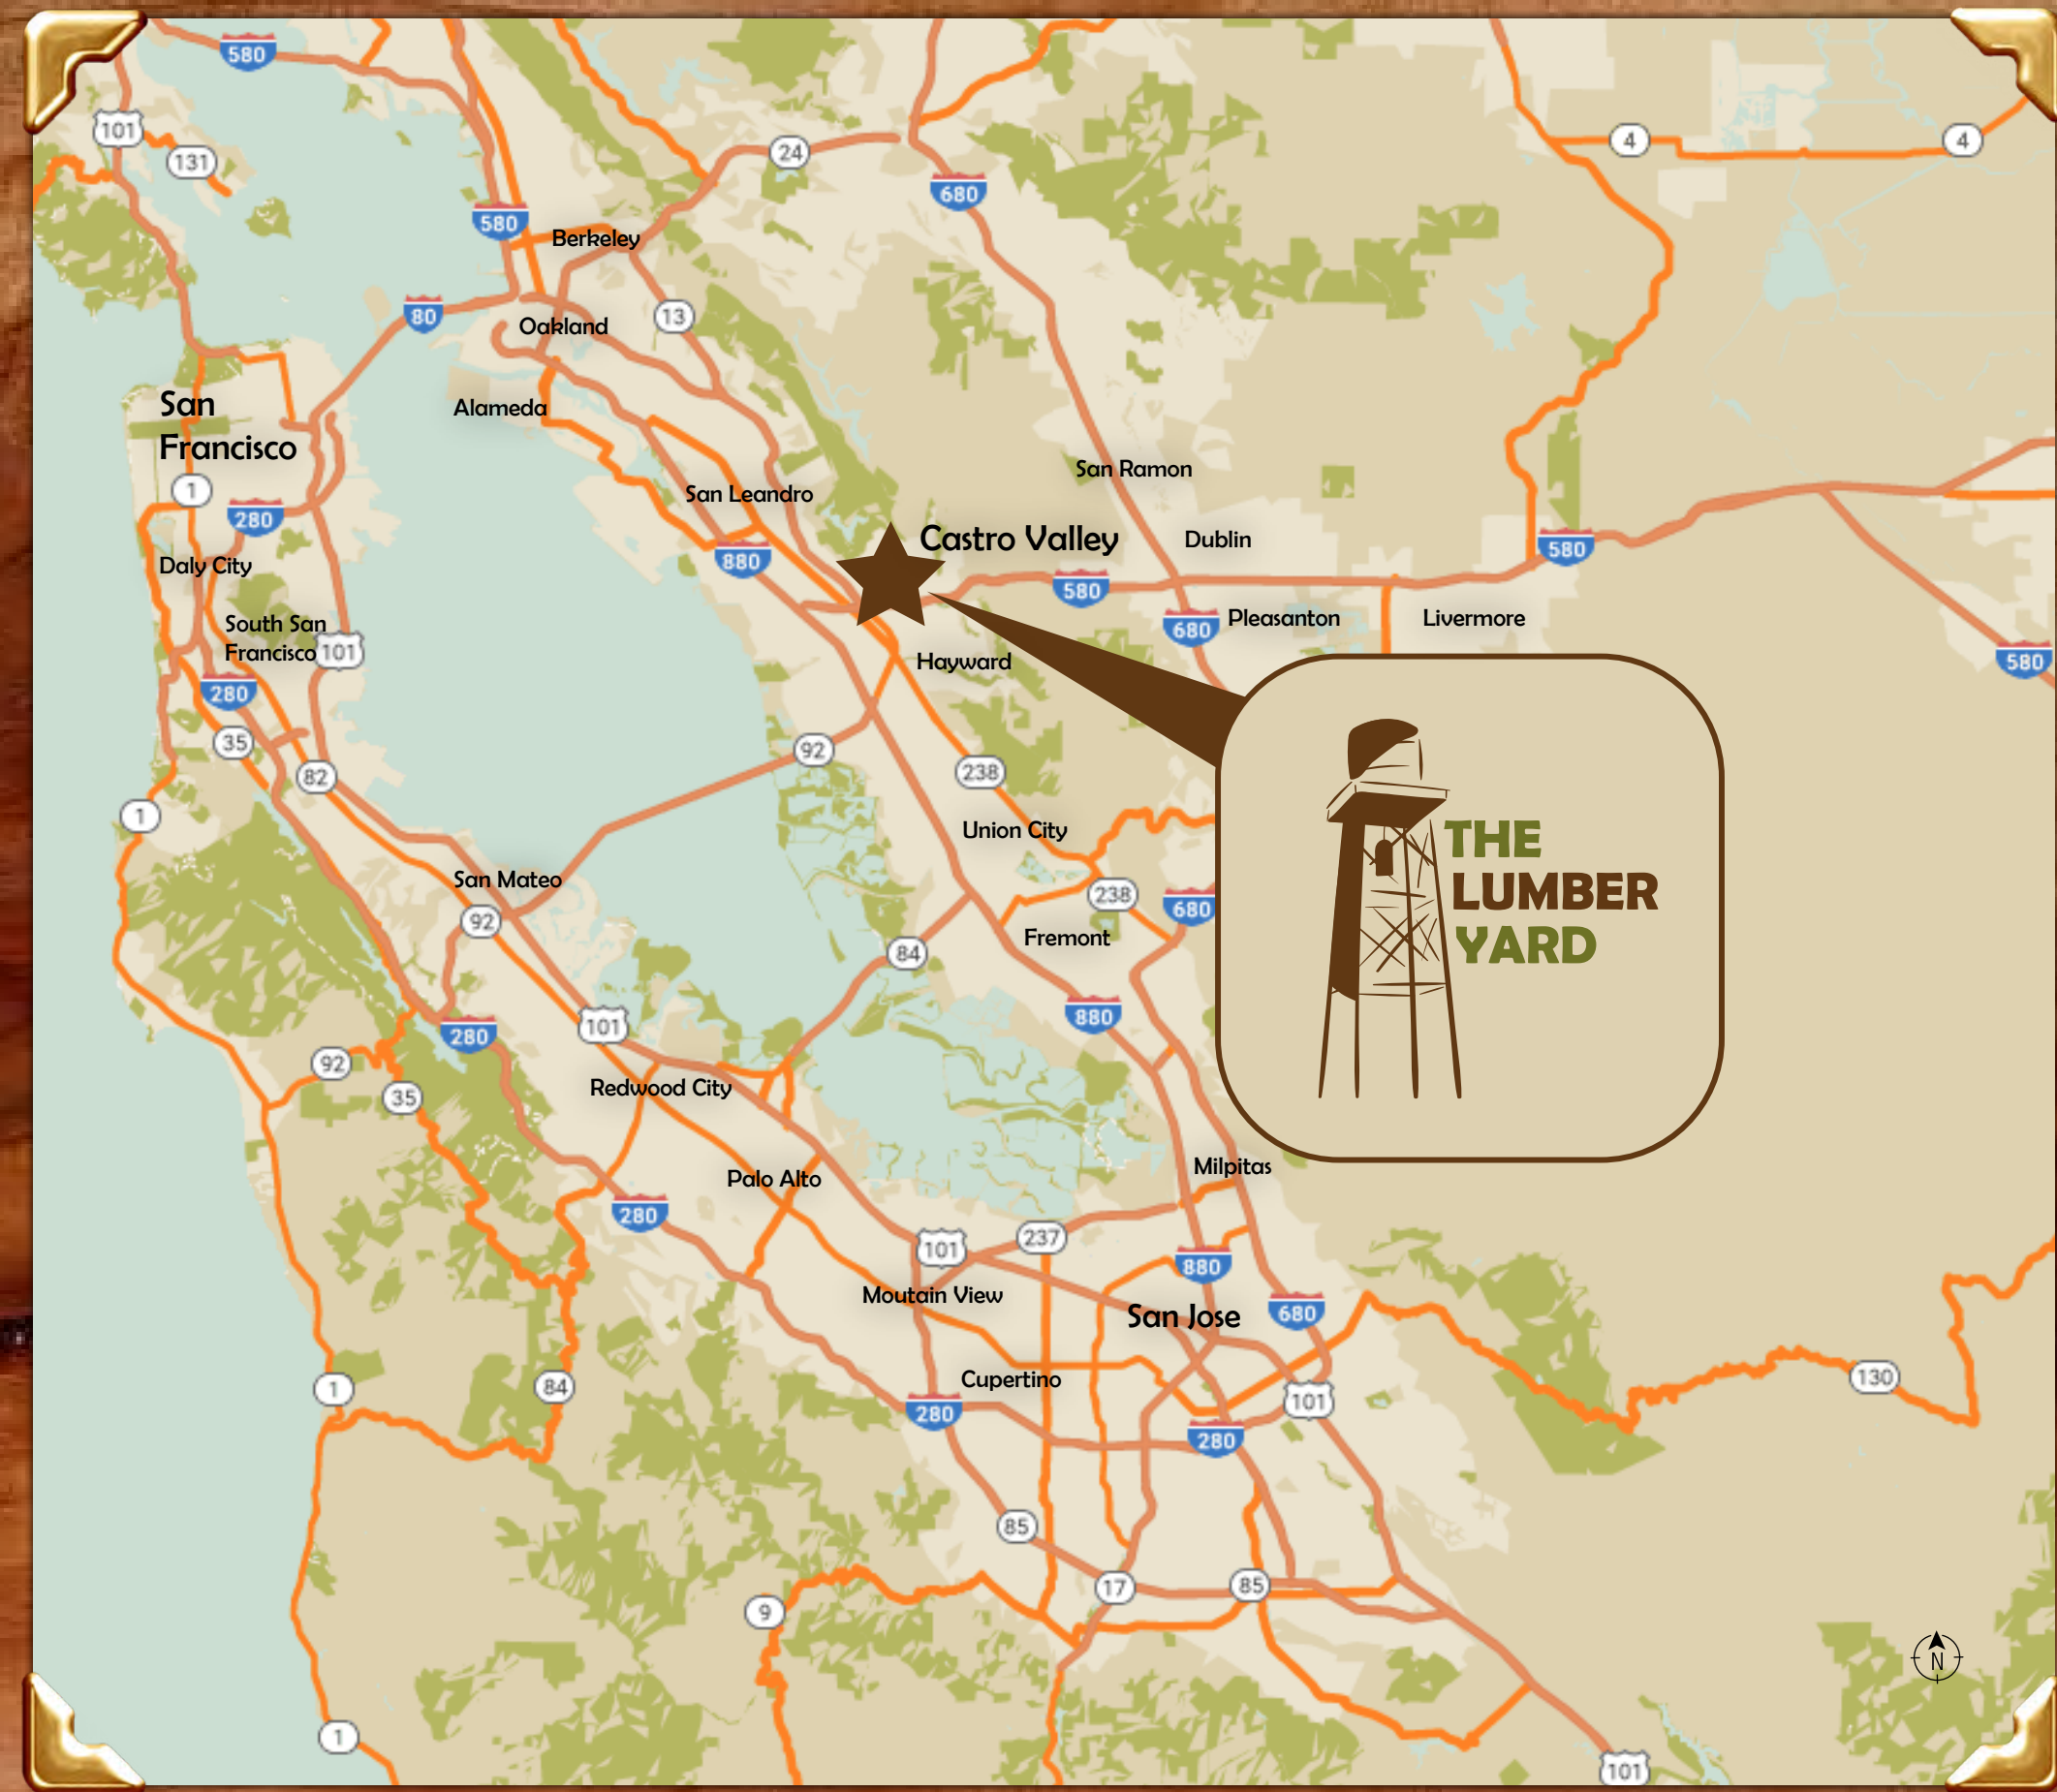 580
101
131
24
680
4
4
580
Berkeley
80
Oakland
13
San
Francisco
Alameda
1
280
San Ramon
San Leandro
Castro Valley
Dublin
880
580
580
Daly City
South San
Francisco
101
680
Pleasanton
Livermore
580
Hayward
280
35
82
92
238
1
Union City
THE
LUMBER
YARD
San Mateo
92
238
680
84
Fremont
101
880
280
92
35
Redwood City
Palo Alto
Milpitas
280
101
237
880
Moutain View
San Jose
680
1
84
Cupertino
130
280
101
280
85
17
85
9
N
1
101